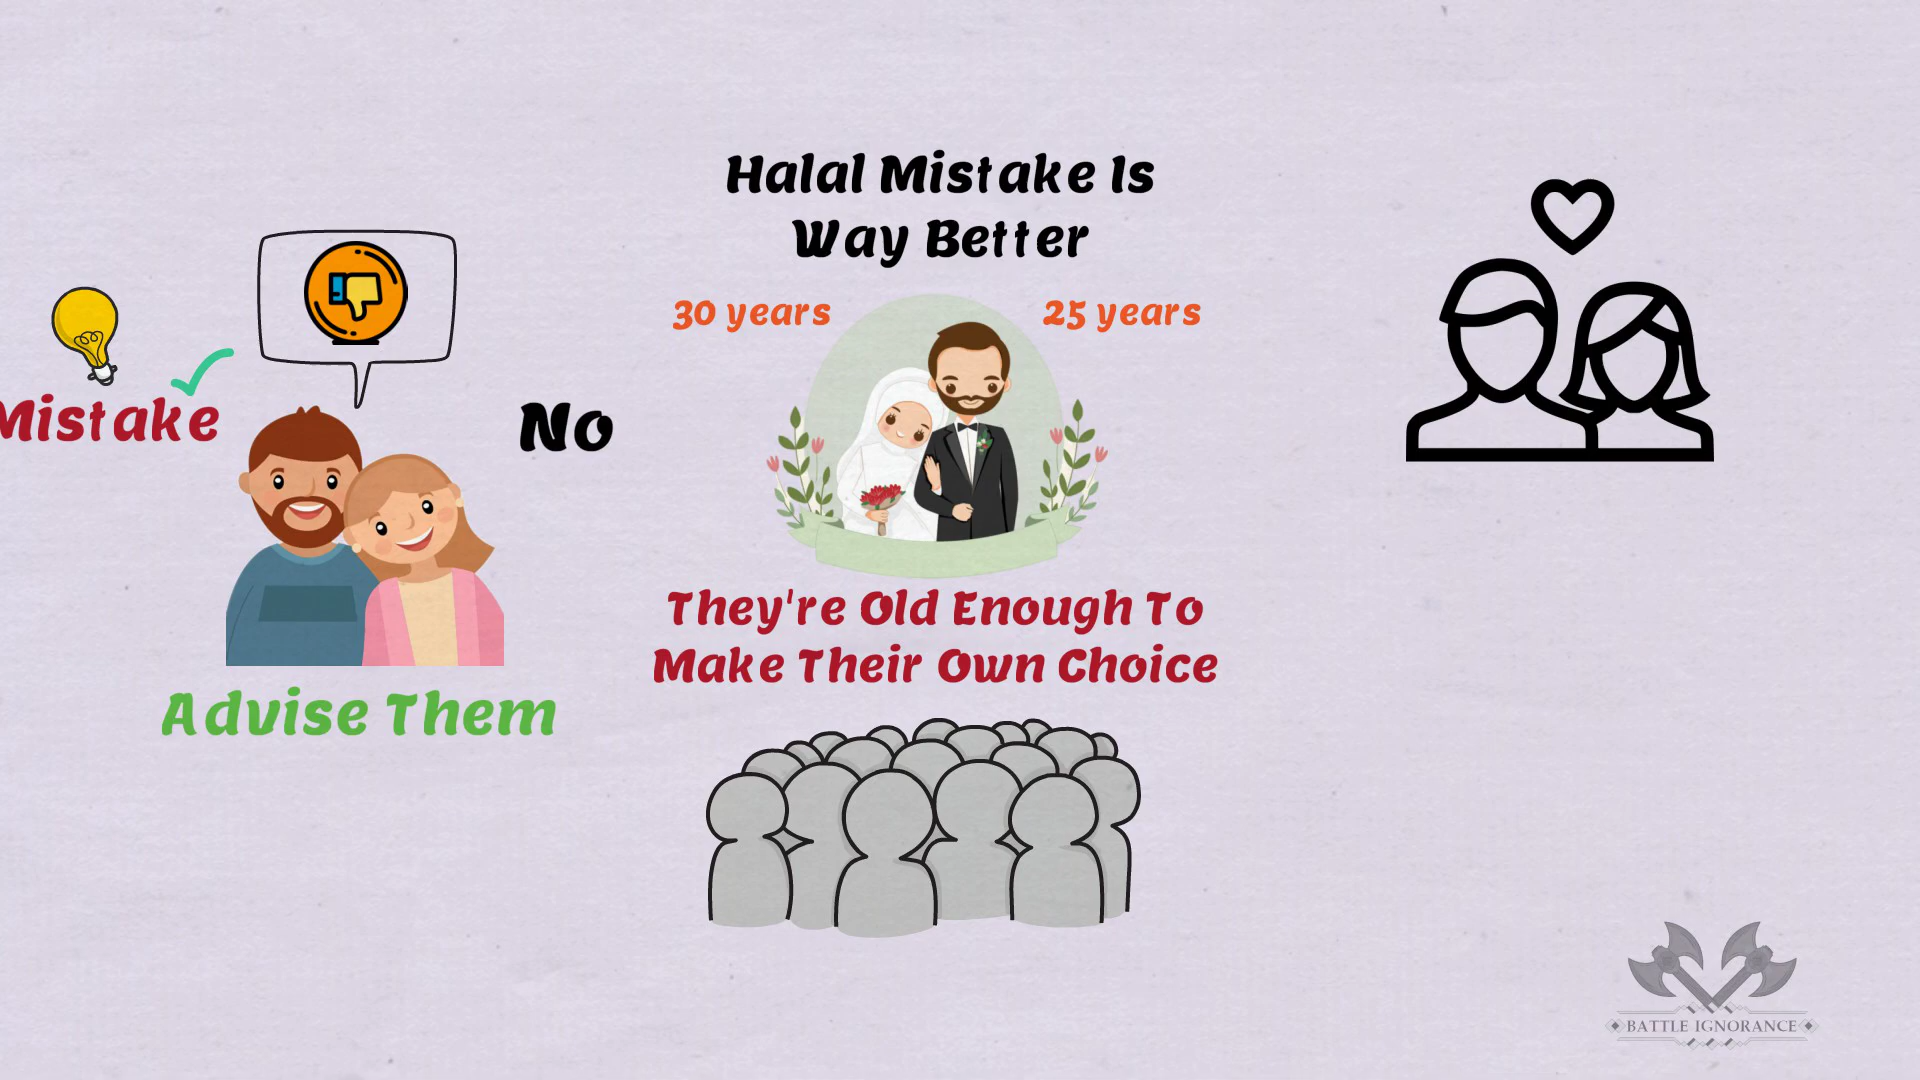 Halal Mistake Is
Way Better
30 years
25 years
Mistake
No
They're Old Enough To
Make Their Own Choice
Advise Them
BATTLE IGNORANCE